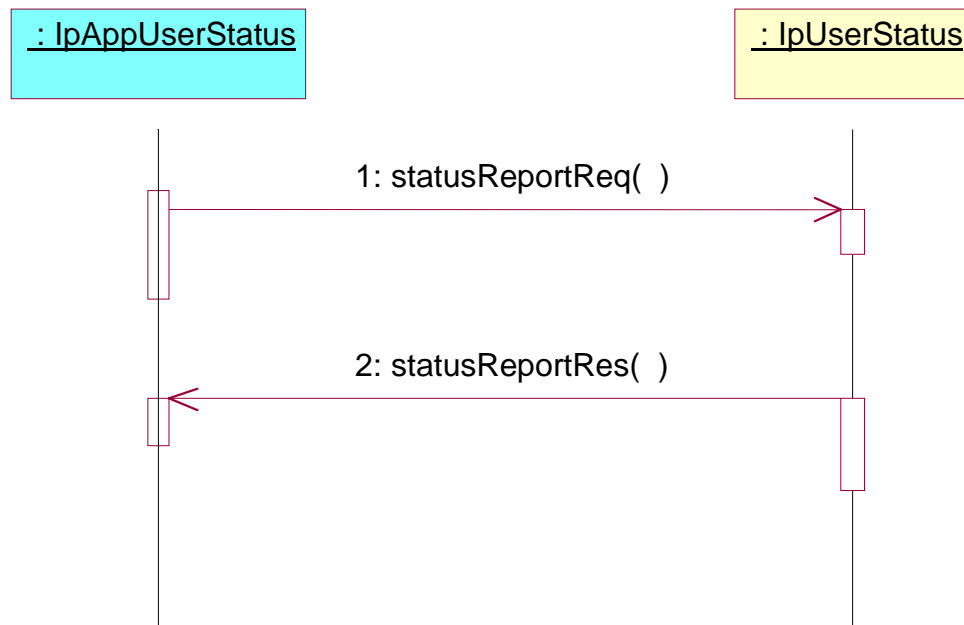 : IpAppUserStatus
: IpUserStatus
1: statusReportReq( )
2: statusReportRes( )